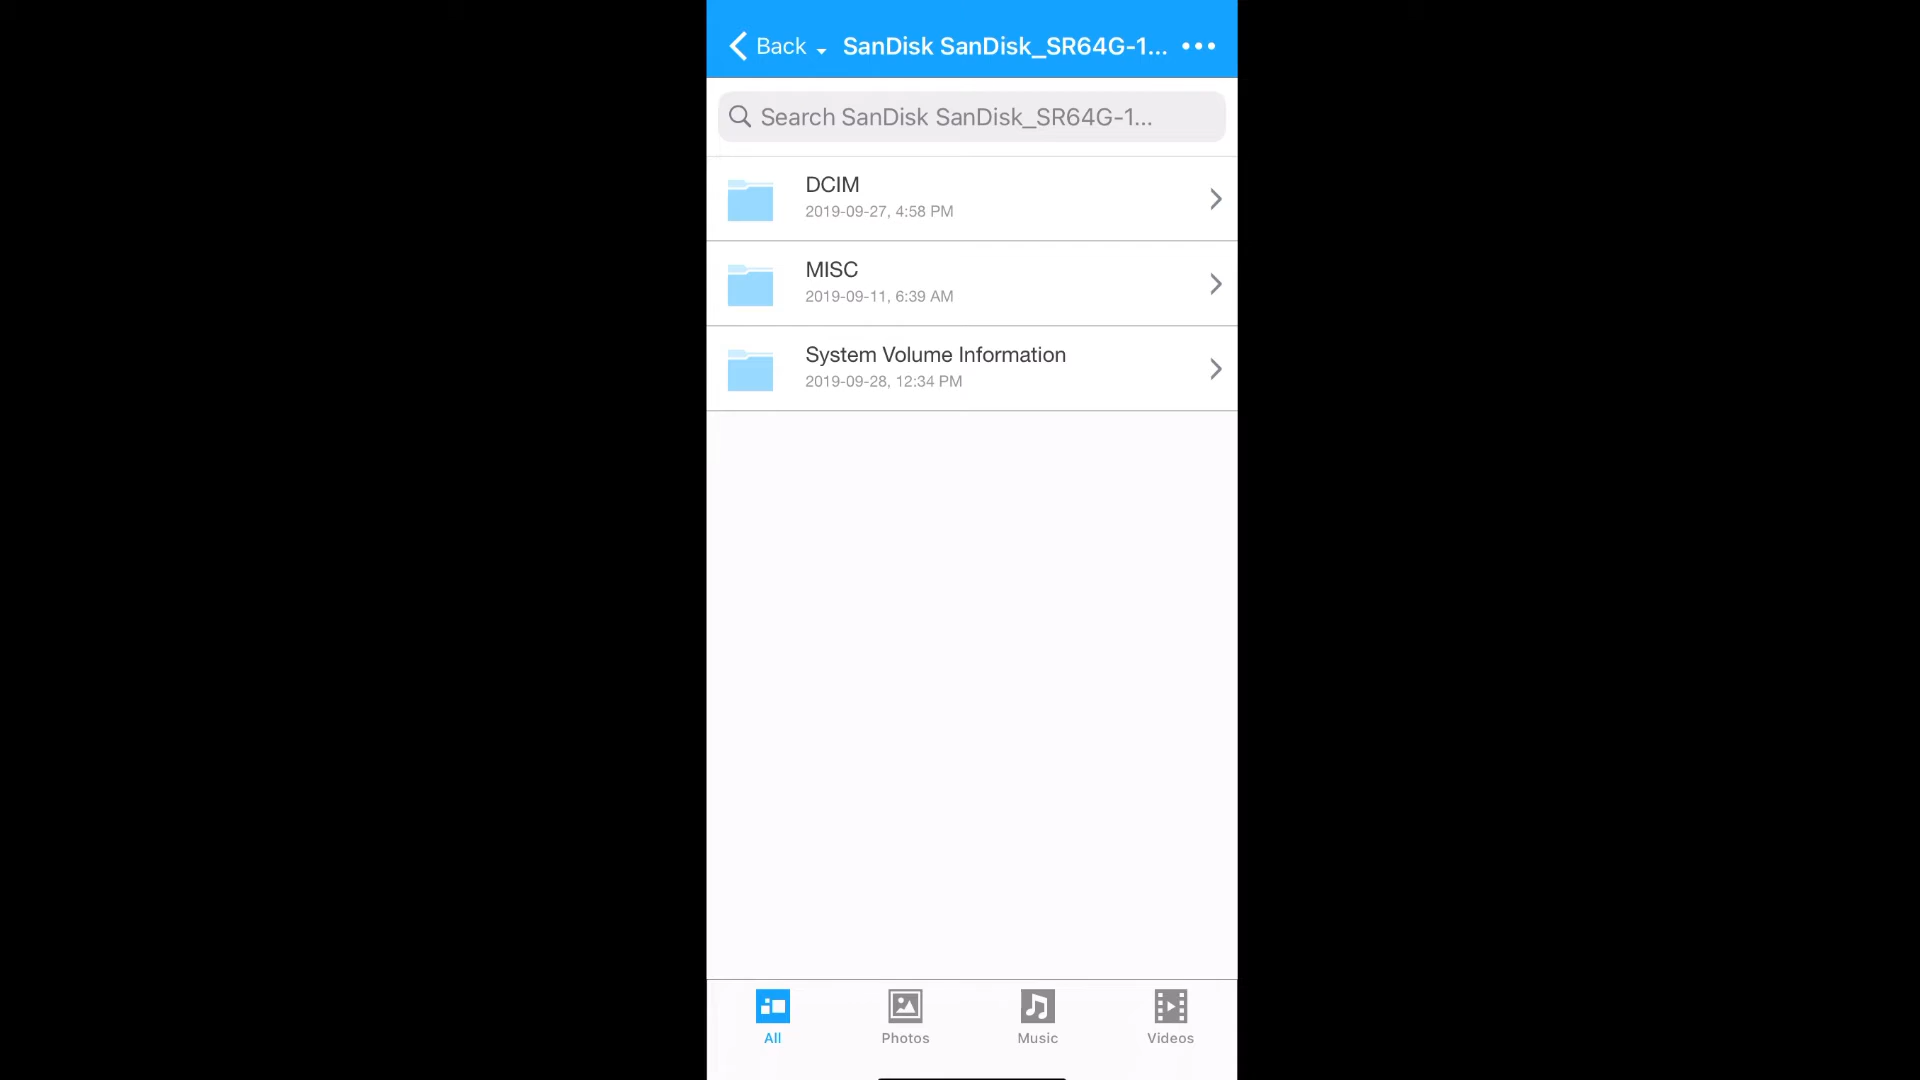 Back SanDisk SanDisk_SR64G-1...
Search SanDisk SanDisk_SR64G-1...
DCIM
2019-09-27, 4:58 PM
MISC
2019-09-11, 6:39 AM
System Volume Information
2019-09-28, 12:34 PM
All Photos Music Videos